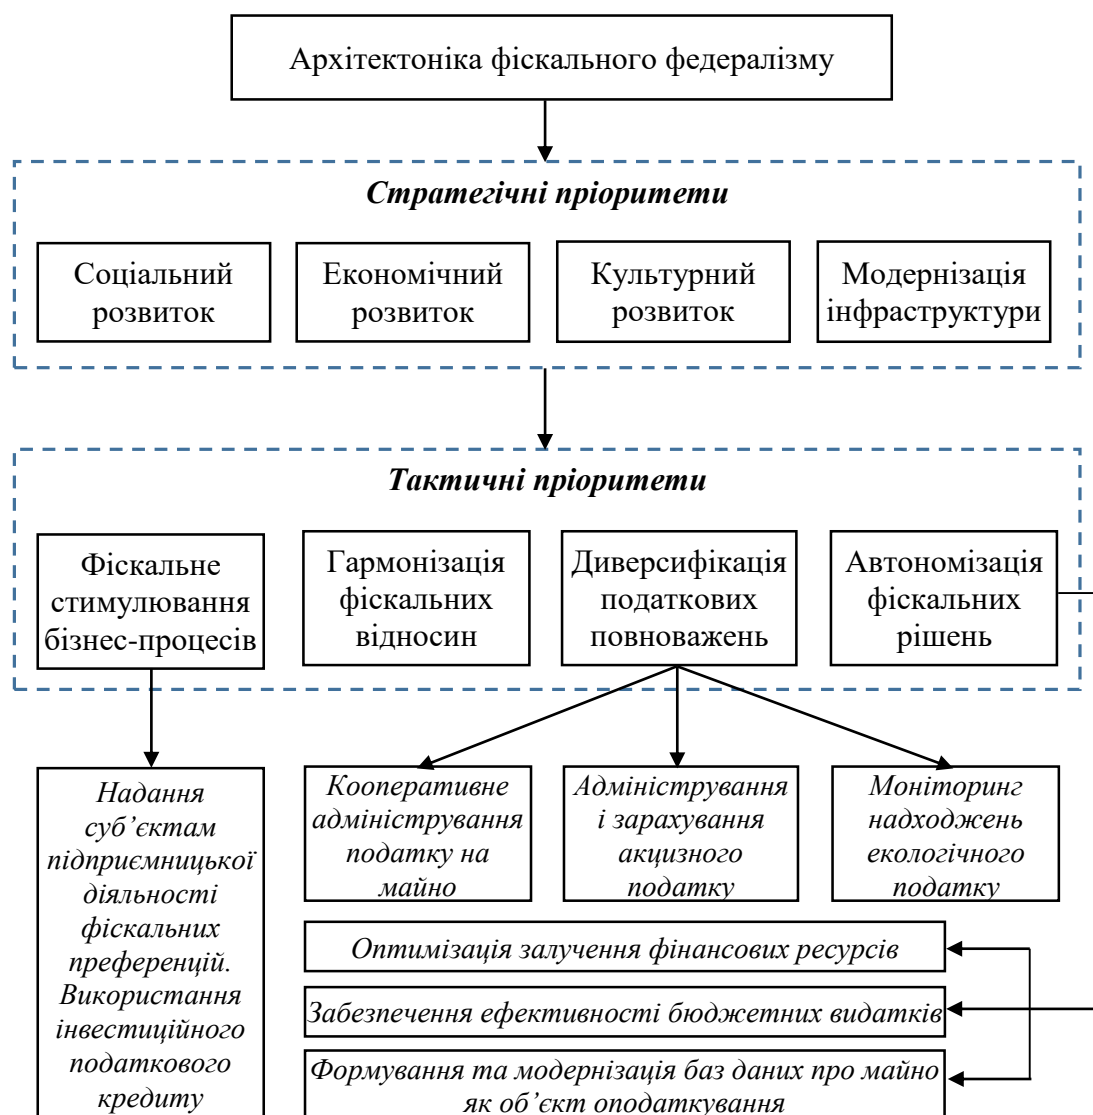 Архітектоніка фіскального федералізму
Стратегічні пріоритети
Соціальний
розвиток
Економічний
розвиток
Культурний
розвиток
Модернізація
інфраструктури
Тактичні пріоритети
Фіскальне
стимулювання
бізнес-процесів
Гармонізація
фіскальних
відносин
Диверсифікація
податкових
повноважень
Автономізація
фіскальних
рішень
Надання
суб’єктам
підприємницької
діяльності
фіскальних
преференцій.
Використання
інвестиційного
податкового
кредиту
Кооперативне
адміністрування
податку на
майно
Адміністрування
і зарахування
акцизного
податку
Моніторинг
надходжень
екологічного
податку
Оптимізація залучення фінансових ресурсів
Забезпечення ефективності бюджетних видатків
Формування та модернізація баз даних про майно
як об’єкт оподаткування